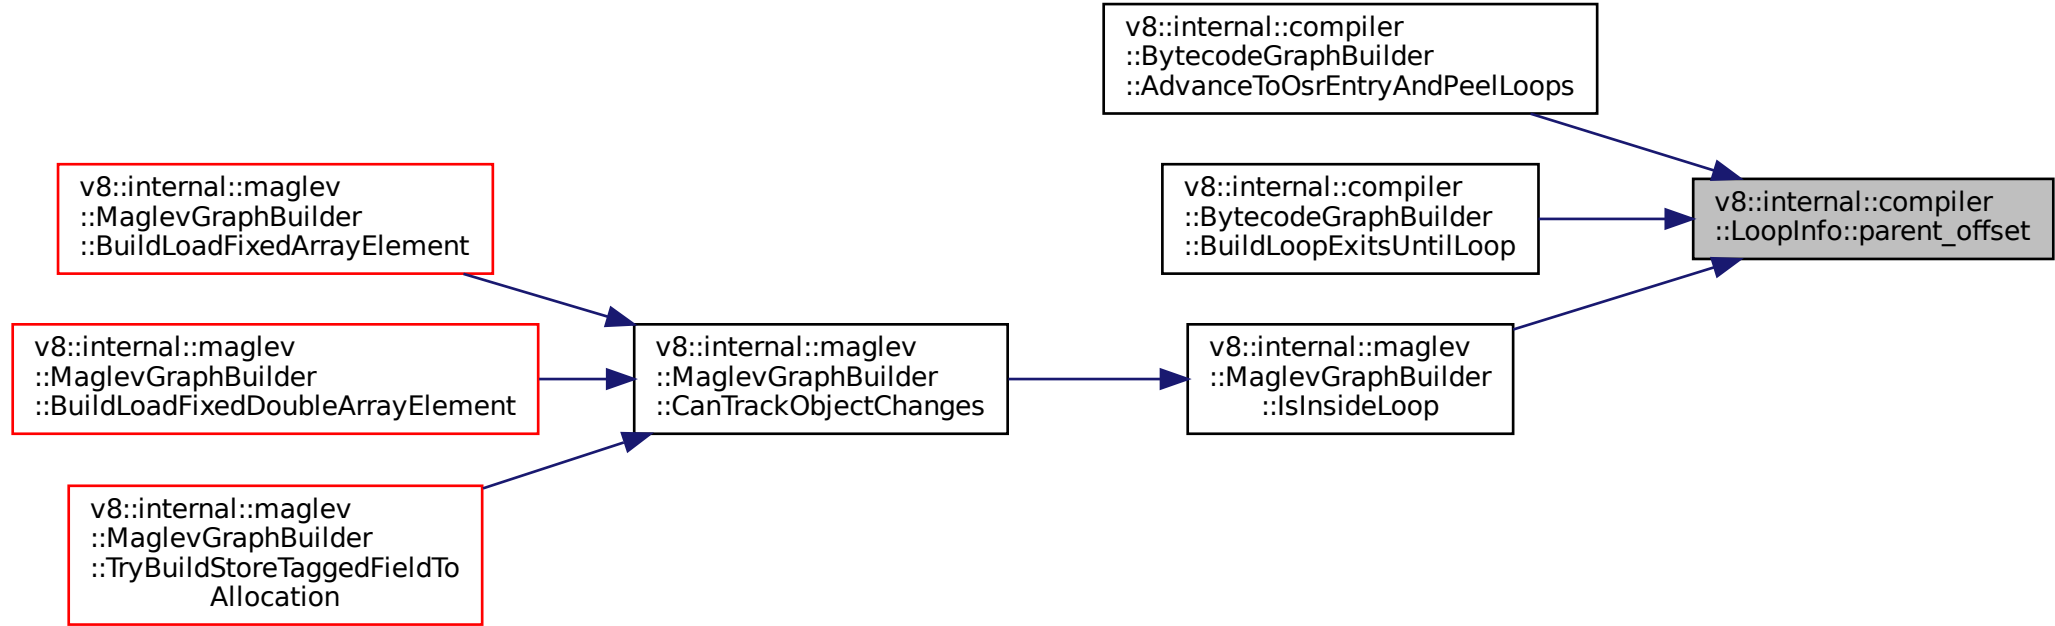 v8::internal::compiler
::BytecodeGraphBuilder
::AdvanceToOsrEntryAndPeelLoops
v8::internal::maglev
::MaglevGraphBuilder
::BuildLoadFixedArrayElement
v8::internal::compiler
::BytecodeGraphBuilder
::BuildLoopExitsUntilLoop
v8::internal::compiler
::LoopInfo::parent_offset
v8::internal::maglev
::MaglevGraphBuilder
::BuildLoadFixedDoubleArrayElement
v8::internal::maglev
::MaglevGraphBuilder
::CanTrackObjectChanges
v8::internal::maglev
::MaglevGraphBuilder
::IsInsideLoop
v8::internal::maglev
::MaglevGraphBuilder
::TryBuildStoreTaggedFieldTo
Allocation